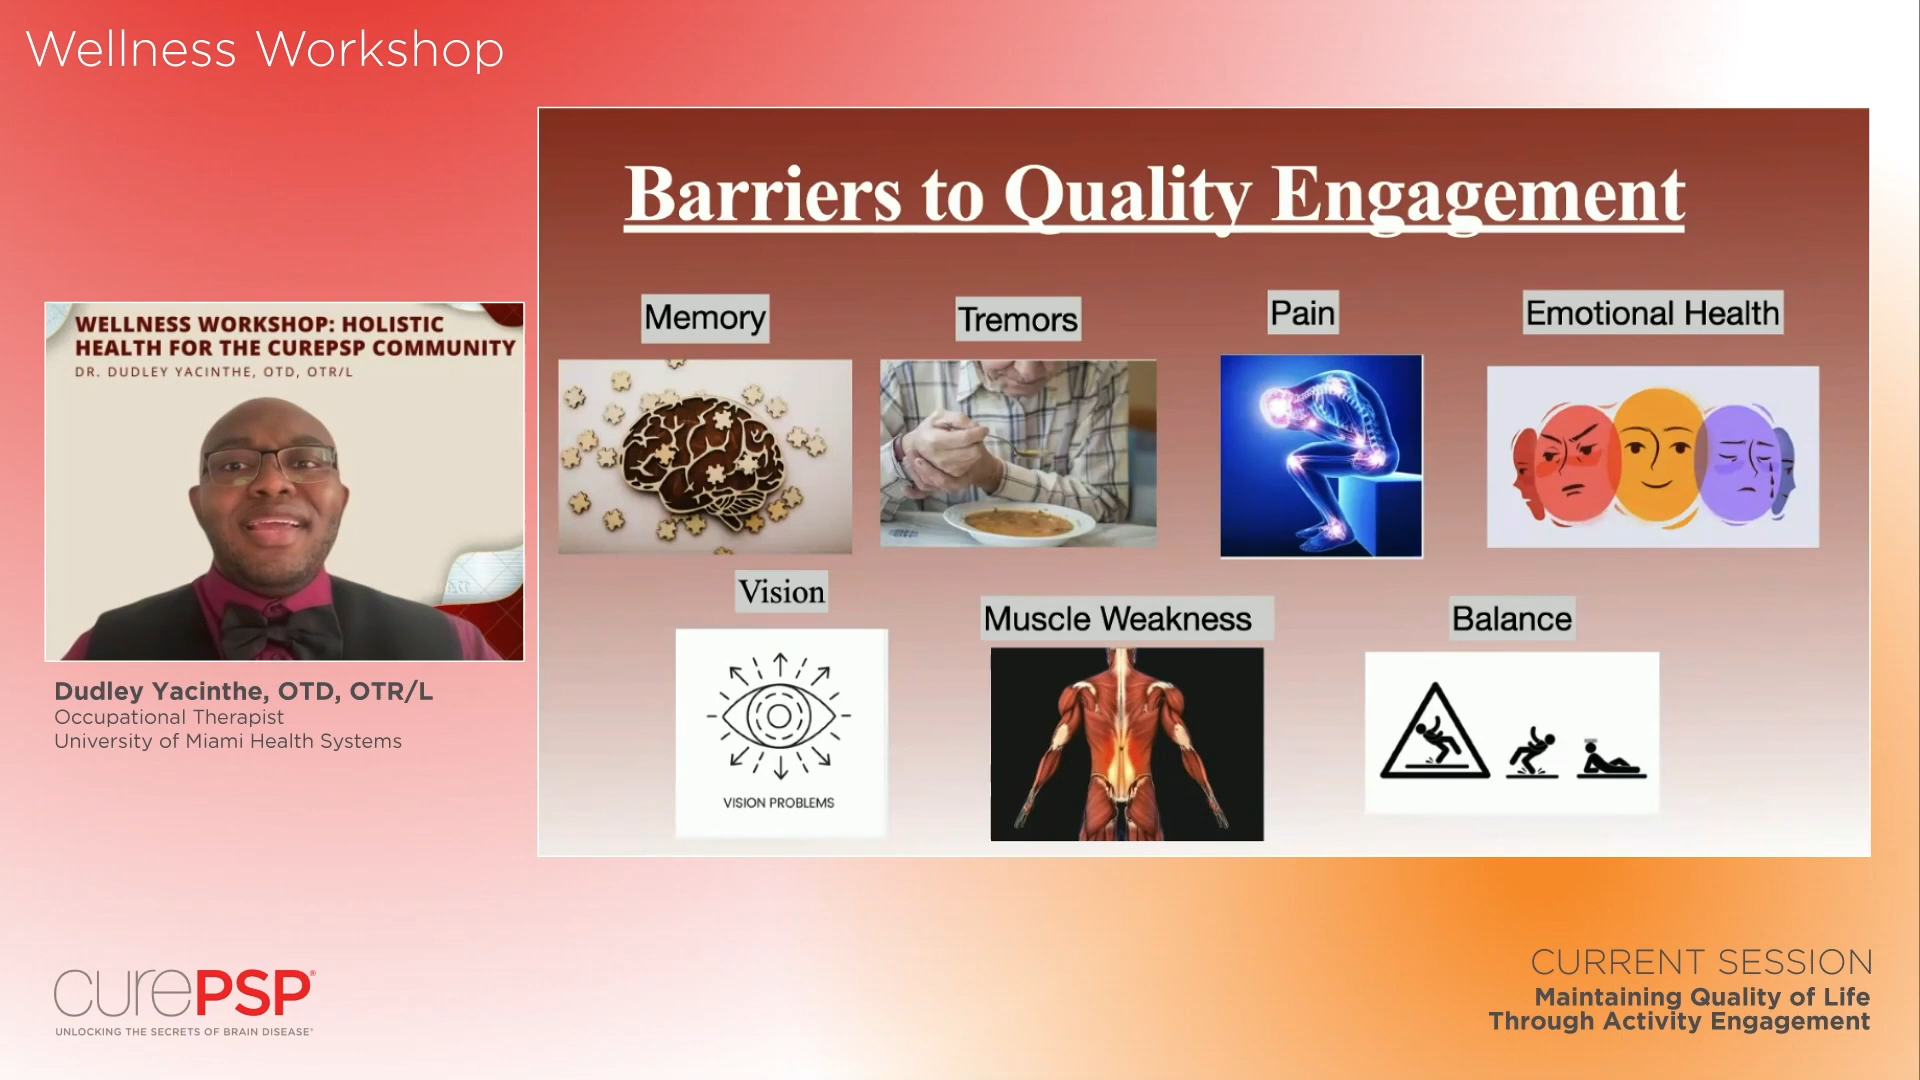 Wellness Workshop
Barriers to Quality Engagement
Memory
Tremors
Pain
Emotional Health
Vision
Muscle Weakness
Balance
VISION PROBLEMS
WELLNESS WORKSHOP: HOLISTIC
HEALTH FOR THE CUREPSP COMMUNITY
DR. DUDLEY YACINTHE, OTD, OTR/L
Dudley Yacinthe, OTD, OTR/L
Occupational Therapist
University of Miami Health Systems
curePSP®
UNLOCKING THE SECRETS OF BRAIN DISEASE®
CURRENT SESSION
Maintaining Quality of Life
Through Activity Engagement